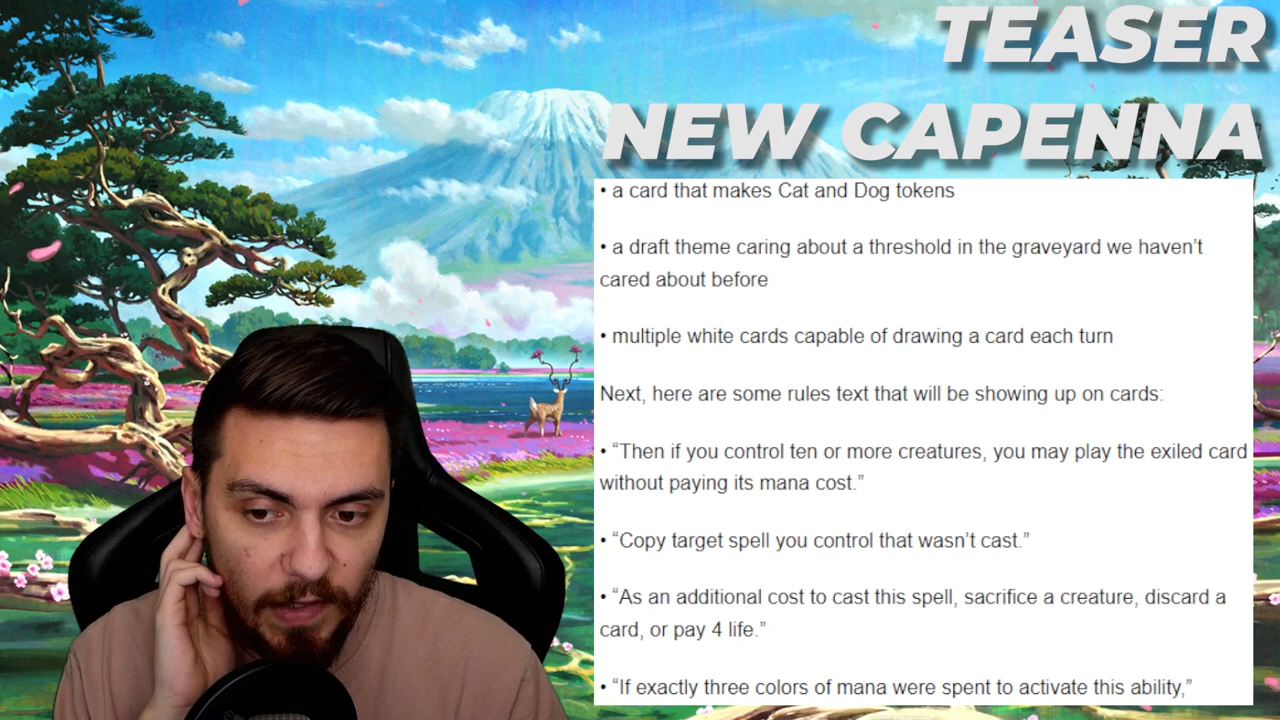 TEASER
NEW CAPENNA
• a card that makes Cat and Dog tokens
• a draft theme caring about a threshold in the graveyard we haven’t
cared about before
• multiple white cards capable of drawing a card each turn
Next, here are some rules text that will be showing up on cards:
• “Then if you control ten or more creatures, you may play the exiled card
without paying its mana cost.”
• “Copy target spell you control that wasn’t cast.”
• “As an additional cost to cast this spell, sacrifice a creature, discard a
card, or pay 4 life.”
• “If exactly three colors of mana were spent to activate this ability,”